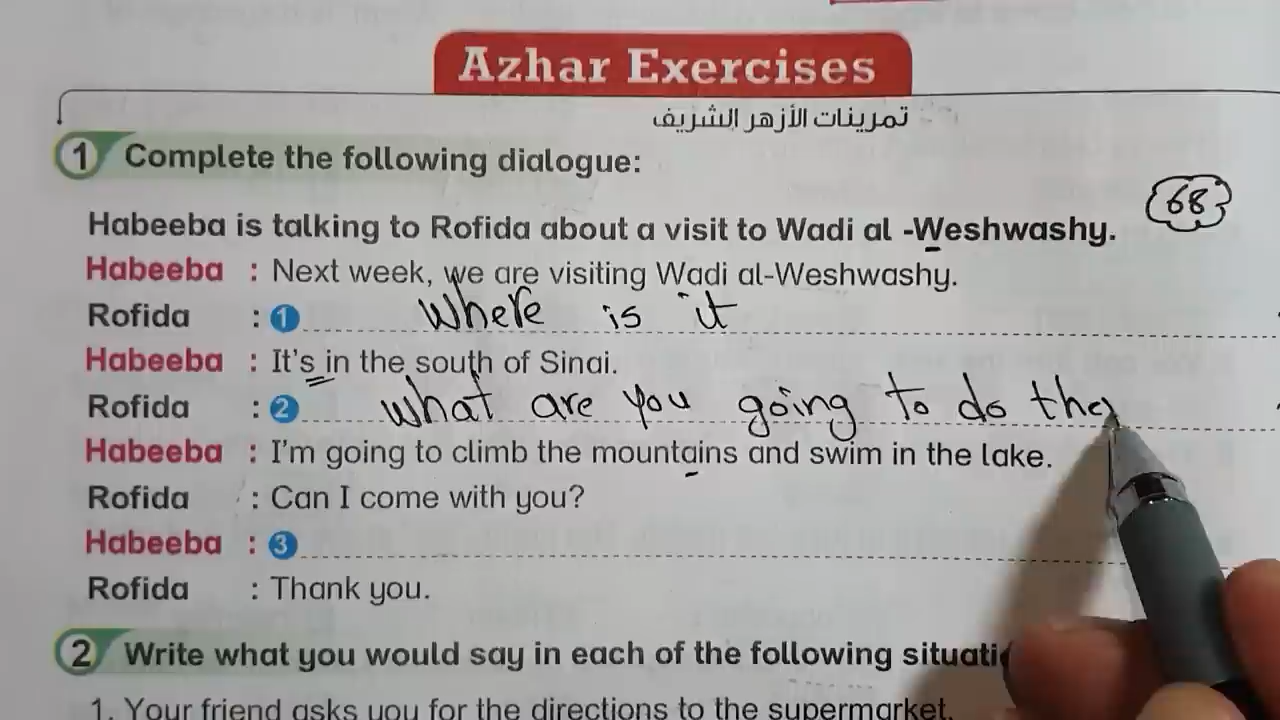 Azhar Exercises
تمرينات الأزهر الشريف
1 Complete the following dialogue:
68
Habeeba is talking to Rofida about a visit to Wadi al -Weshwashy.
Habeeba : Next week, we are visiting Wadi al-Weshwashy.
Rofida : 1 where is it
Habeeba : It's in the south of Sinai.
Rofida : 2 what are you going to do the
Habeeba : I'm going to climb the mountains and swim in the lake.
Rofida : Can I come with you?
Habeeba : 3
Rofida : Thank you.
2 Write what you would say in each of the following situati
1. Your friend asks you for the directions to the supermarket.